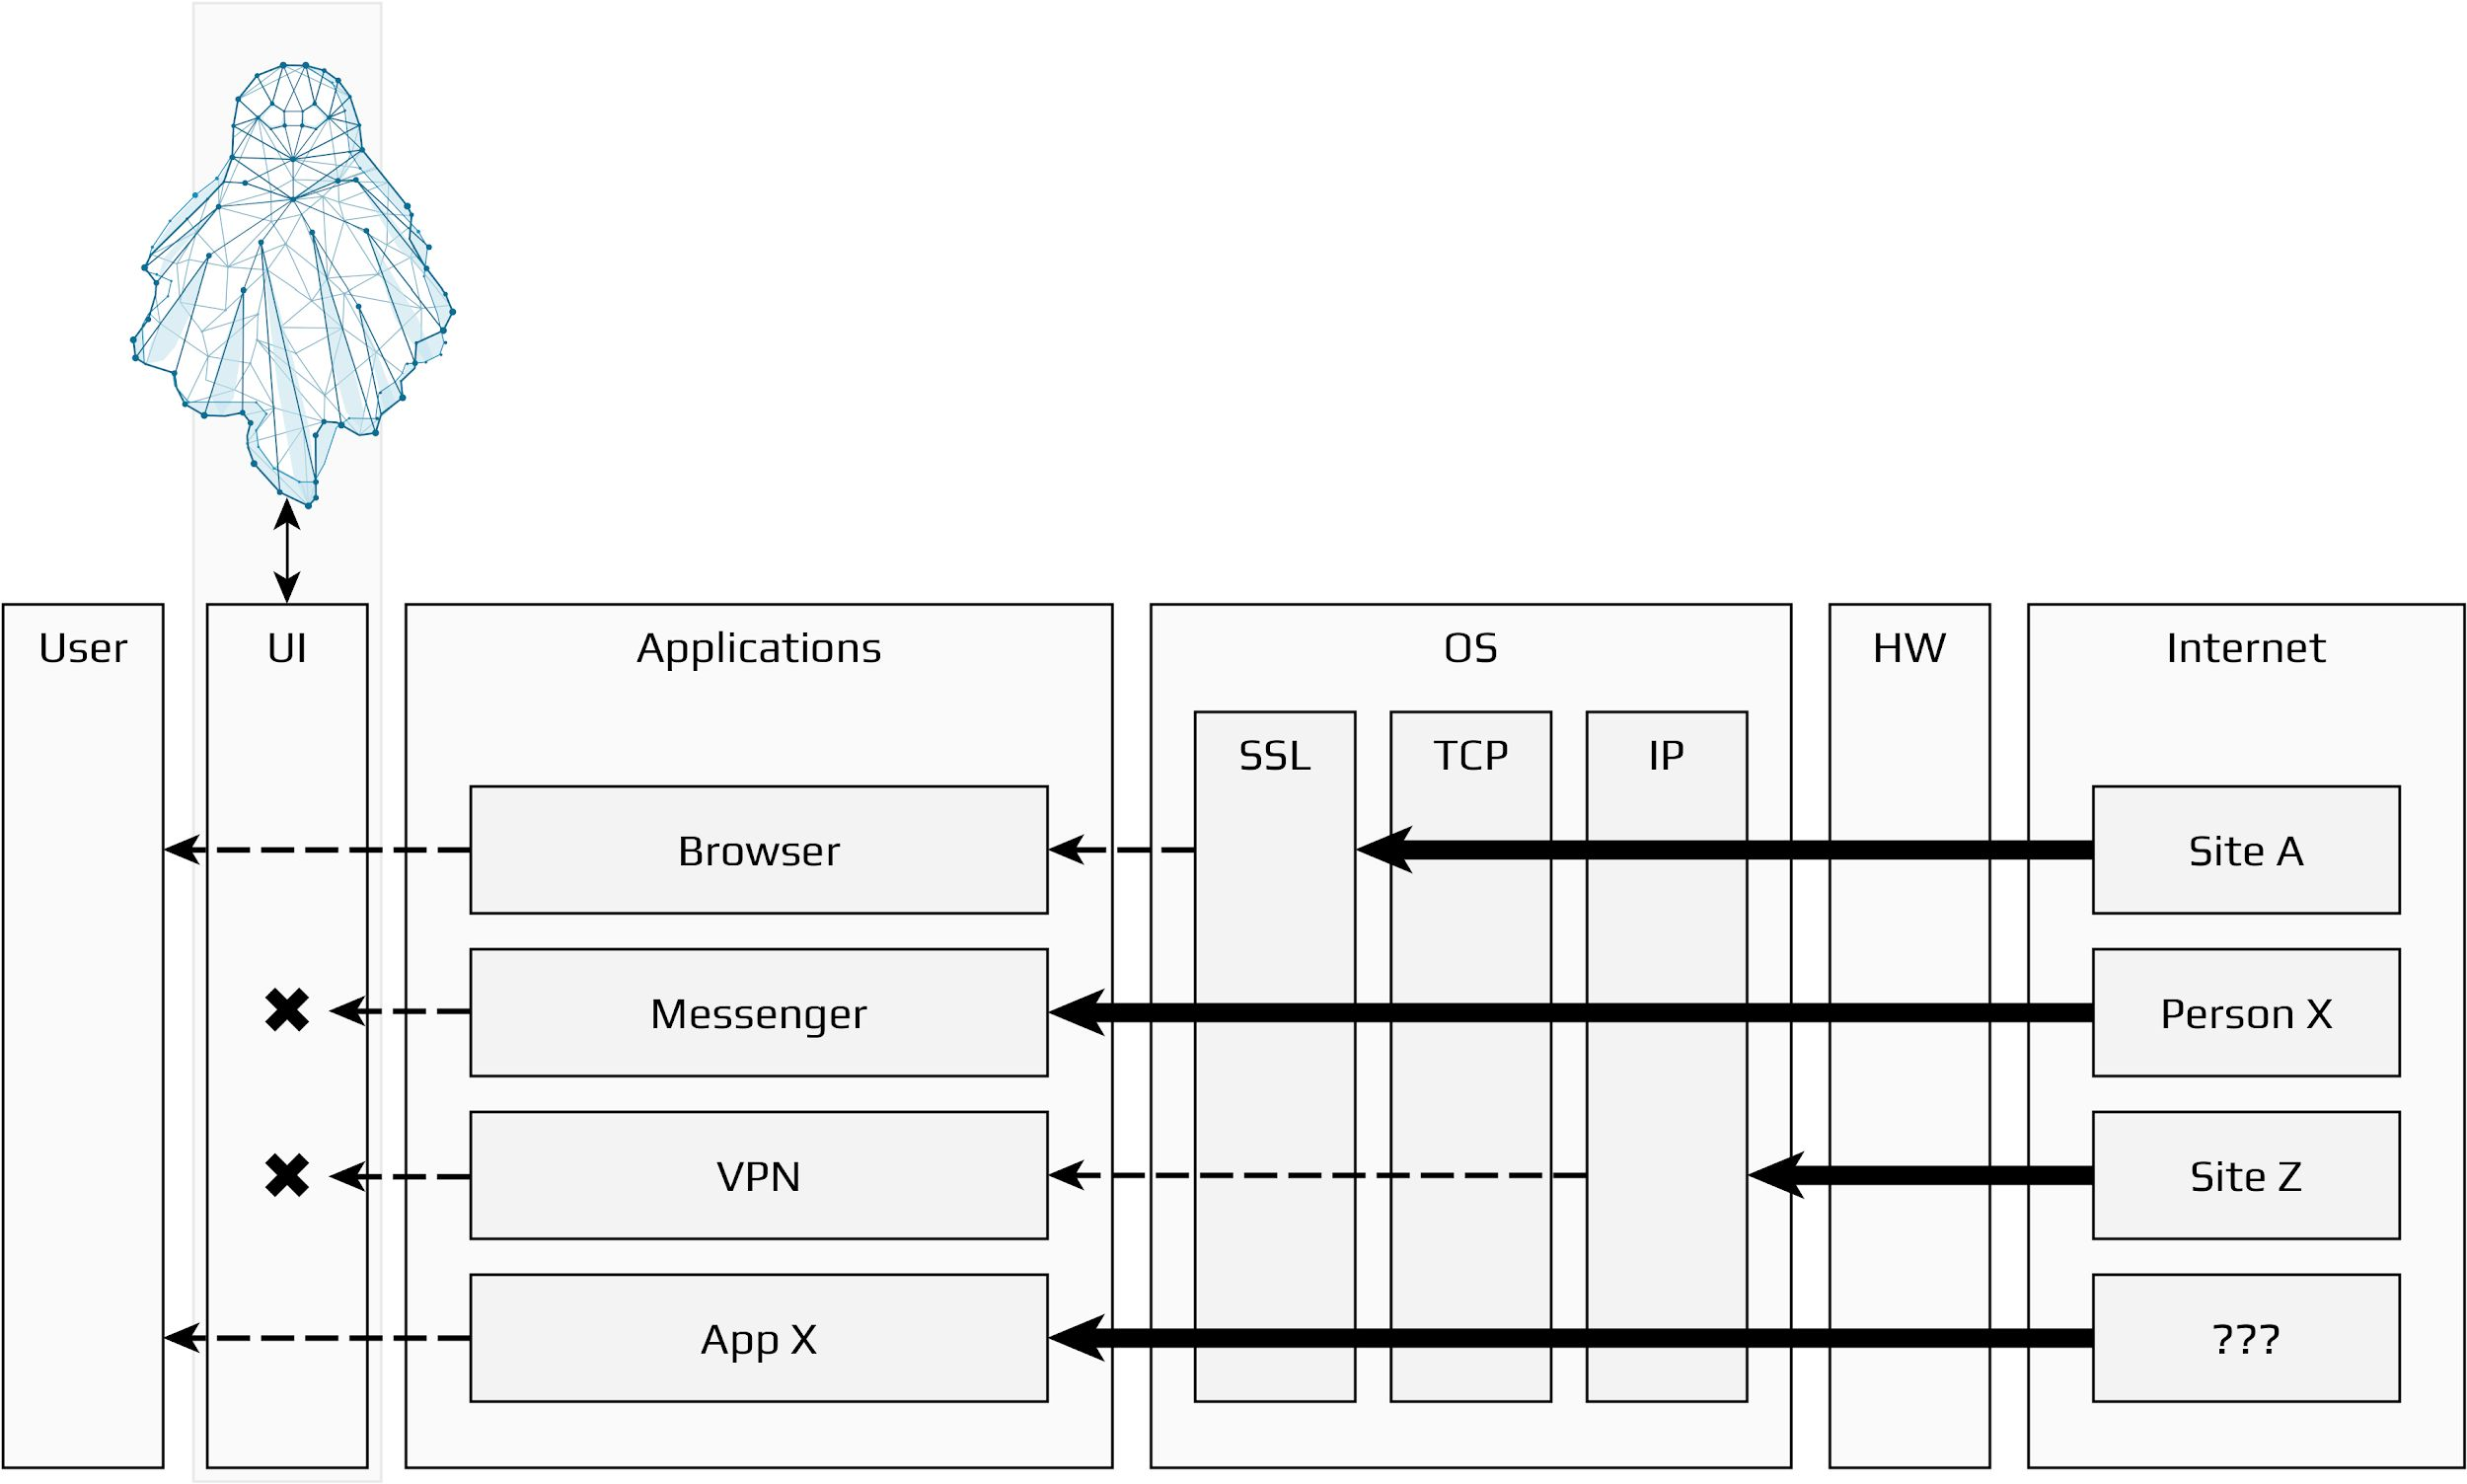 User
UI
Applications
OS
HW
Internet
SSL
TCP
IP
Browser
Site A
Messenger
Person X
VPN
Site Z
App X
???